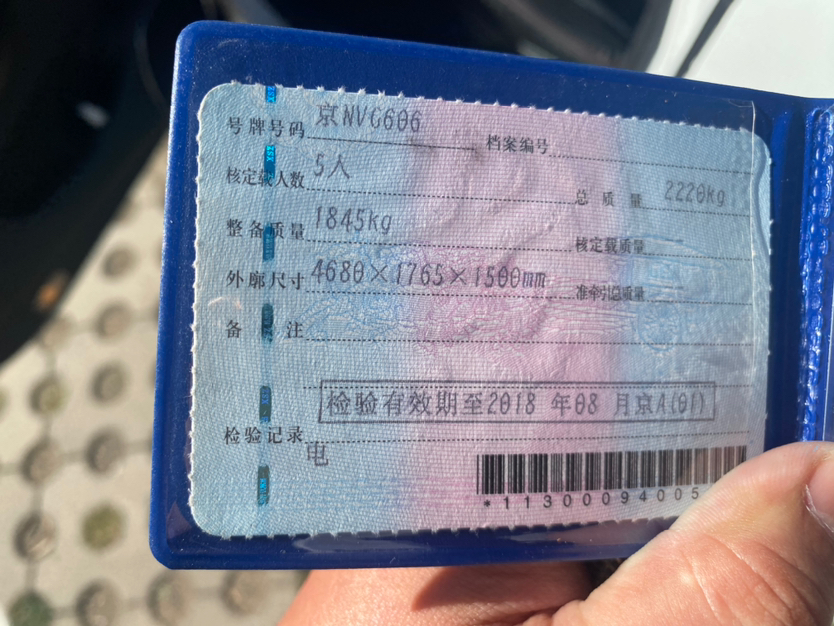 号牌号码 京NVG606 档案编号
核定载人数 5人 总质量 2220kg
整备质量 1845kg 核定载质量
外廓尺寸 4680×1765×1500mm 准牵引总质量
备注
检验有效期至2018 年08 月京A(01)
检验记录
电
*11300094005